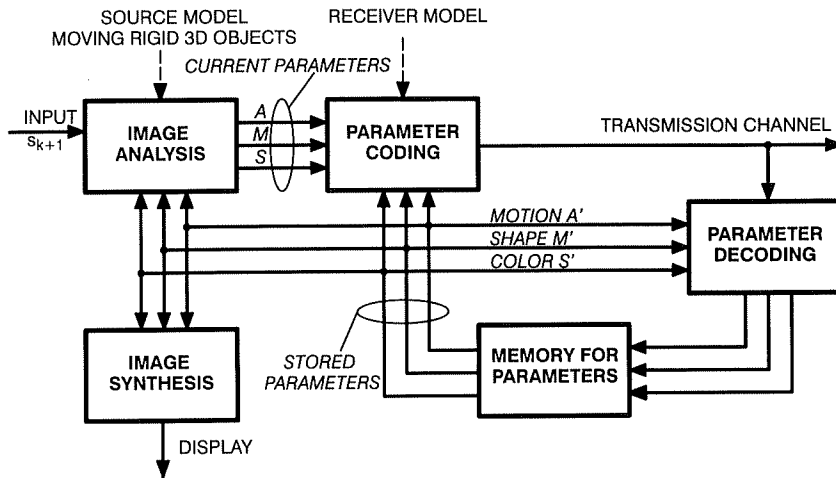 SOURCE MODEL
MOVING RIGID 3D OBJECTS
RECEIVER MODEL
CURRENT PARAMETERS
INPUT
S_{k+1}
IMAGE
ANALYSIS
A
M
S
PARAMETER
CODING
TRANSMISSION CHANNEL
MOTION A'
SHAPE M'
COLOR S'
PARAMETER
DECODING
IMAGE
SYNTHESIS
STORED
PARAMETERS
MEMORY FOR
PARAMETERS
DISPLAY